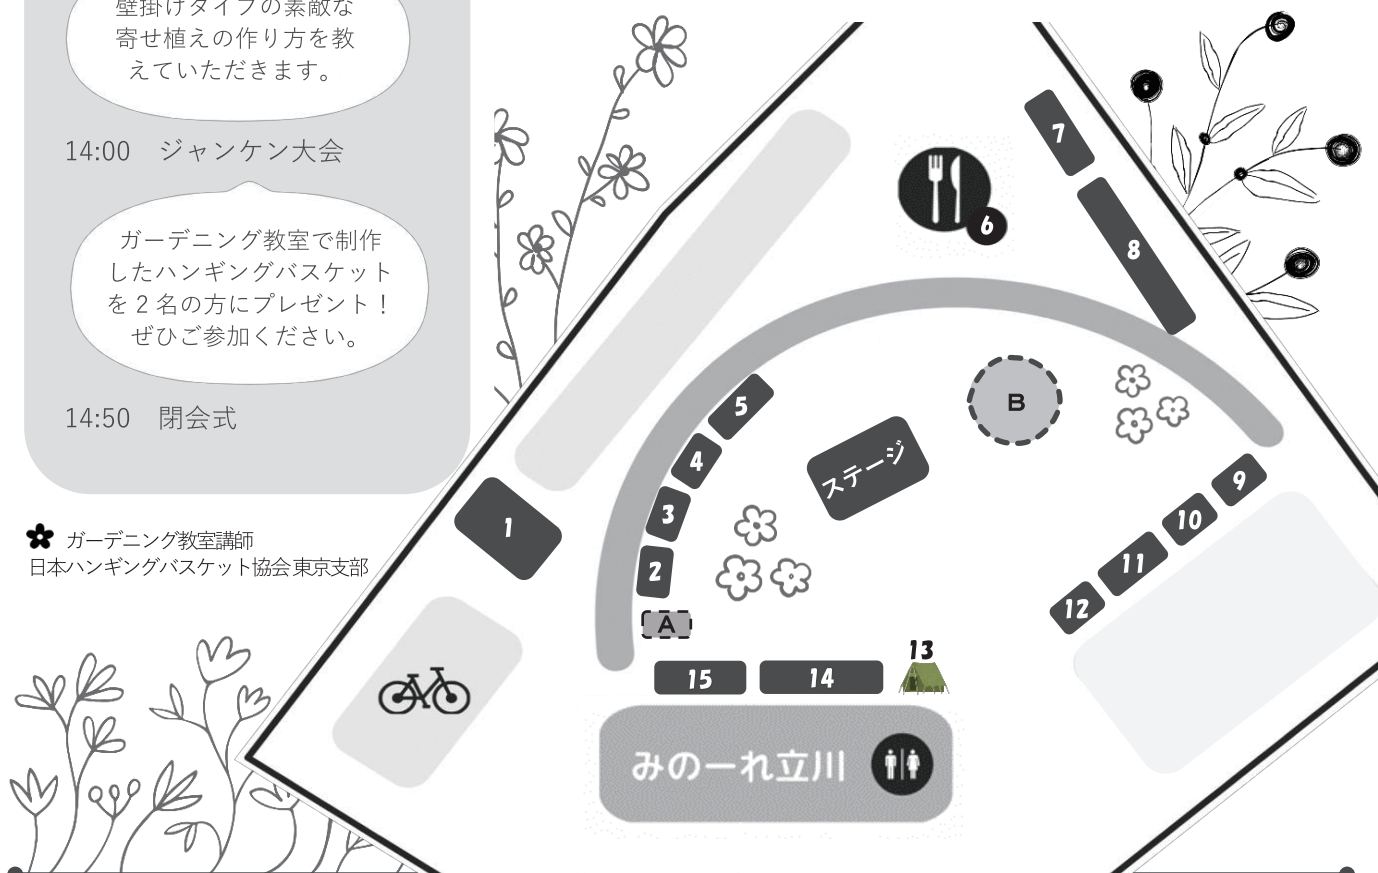 壁掛けタイプの素敵な
寄せ植えの作り方を教
えていただきます。
14:00 ジャンケン大会
ガーデニング教室で制作
したハンギングバスケット
を2名の方にプレゼント！
ぜひご参加ください。
14:50 閉会式
ガーデニング教室講師
日本ハンギングバスケット協会 東京支部
7
6
8
B
5
ステージ
4
9
3
10
1
11
2
12
A
13
15
14
みのーれ立川